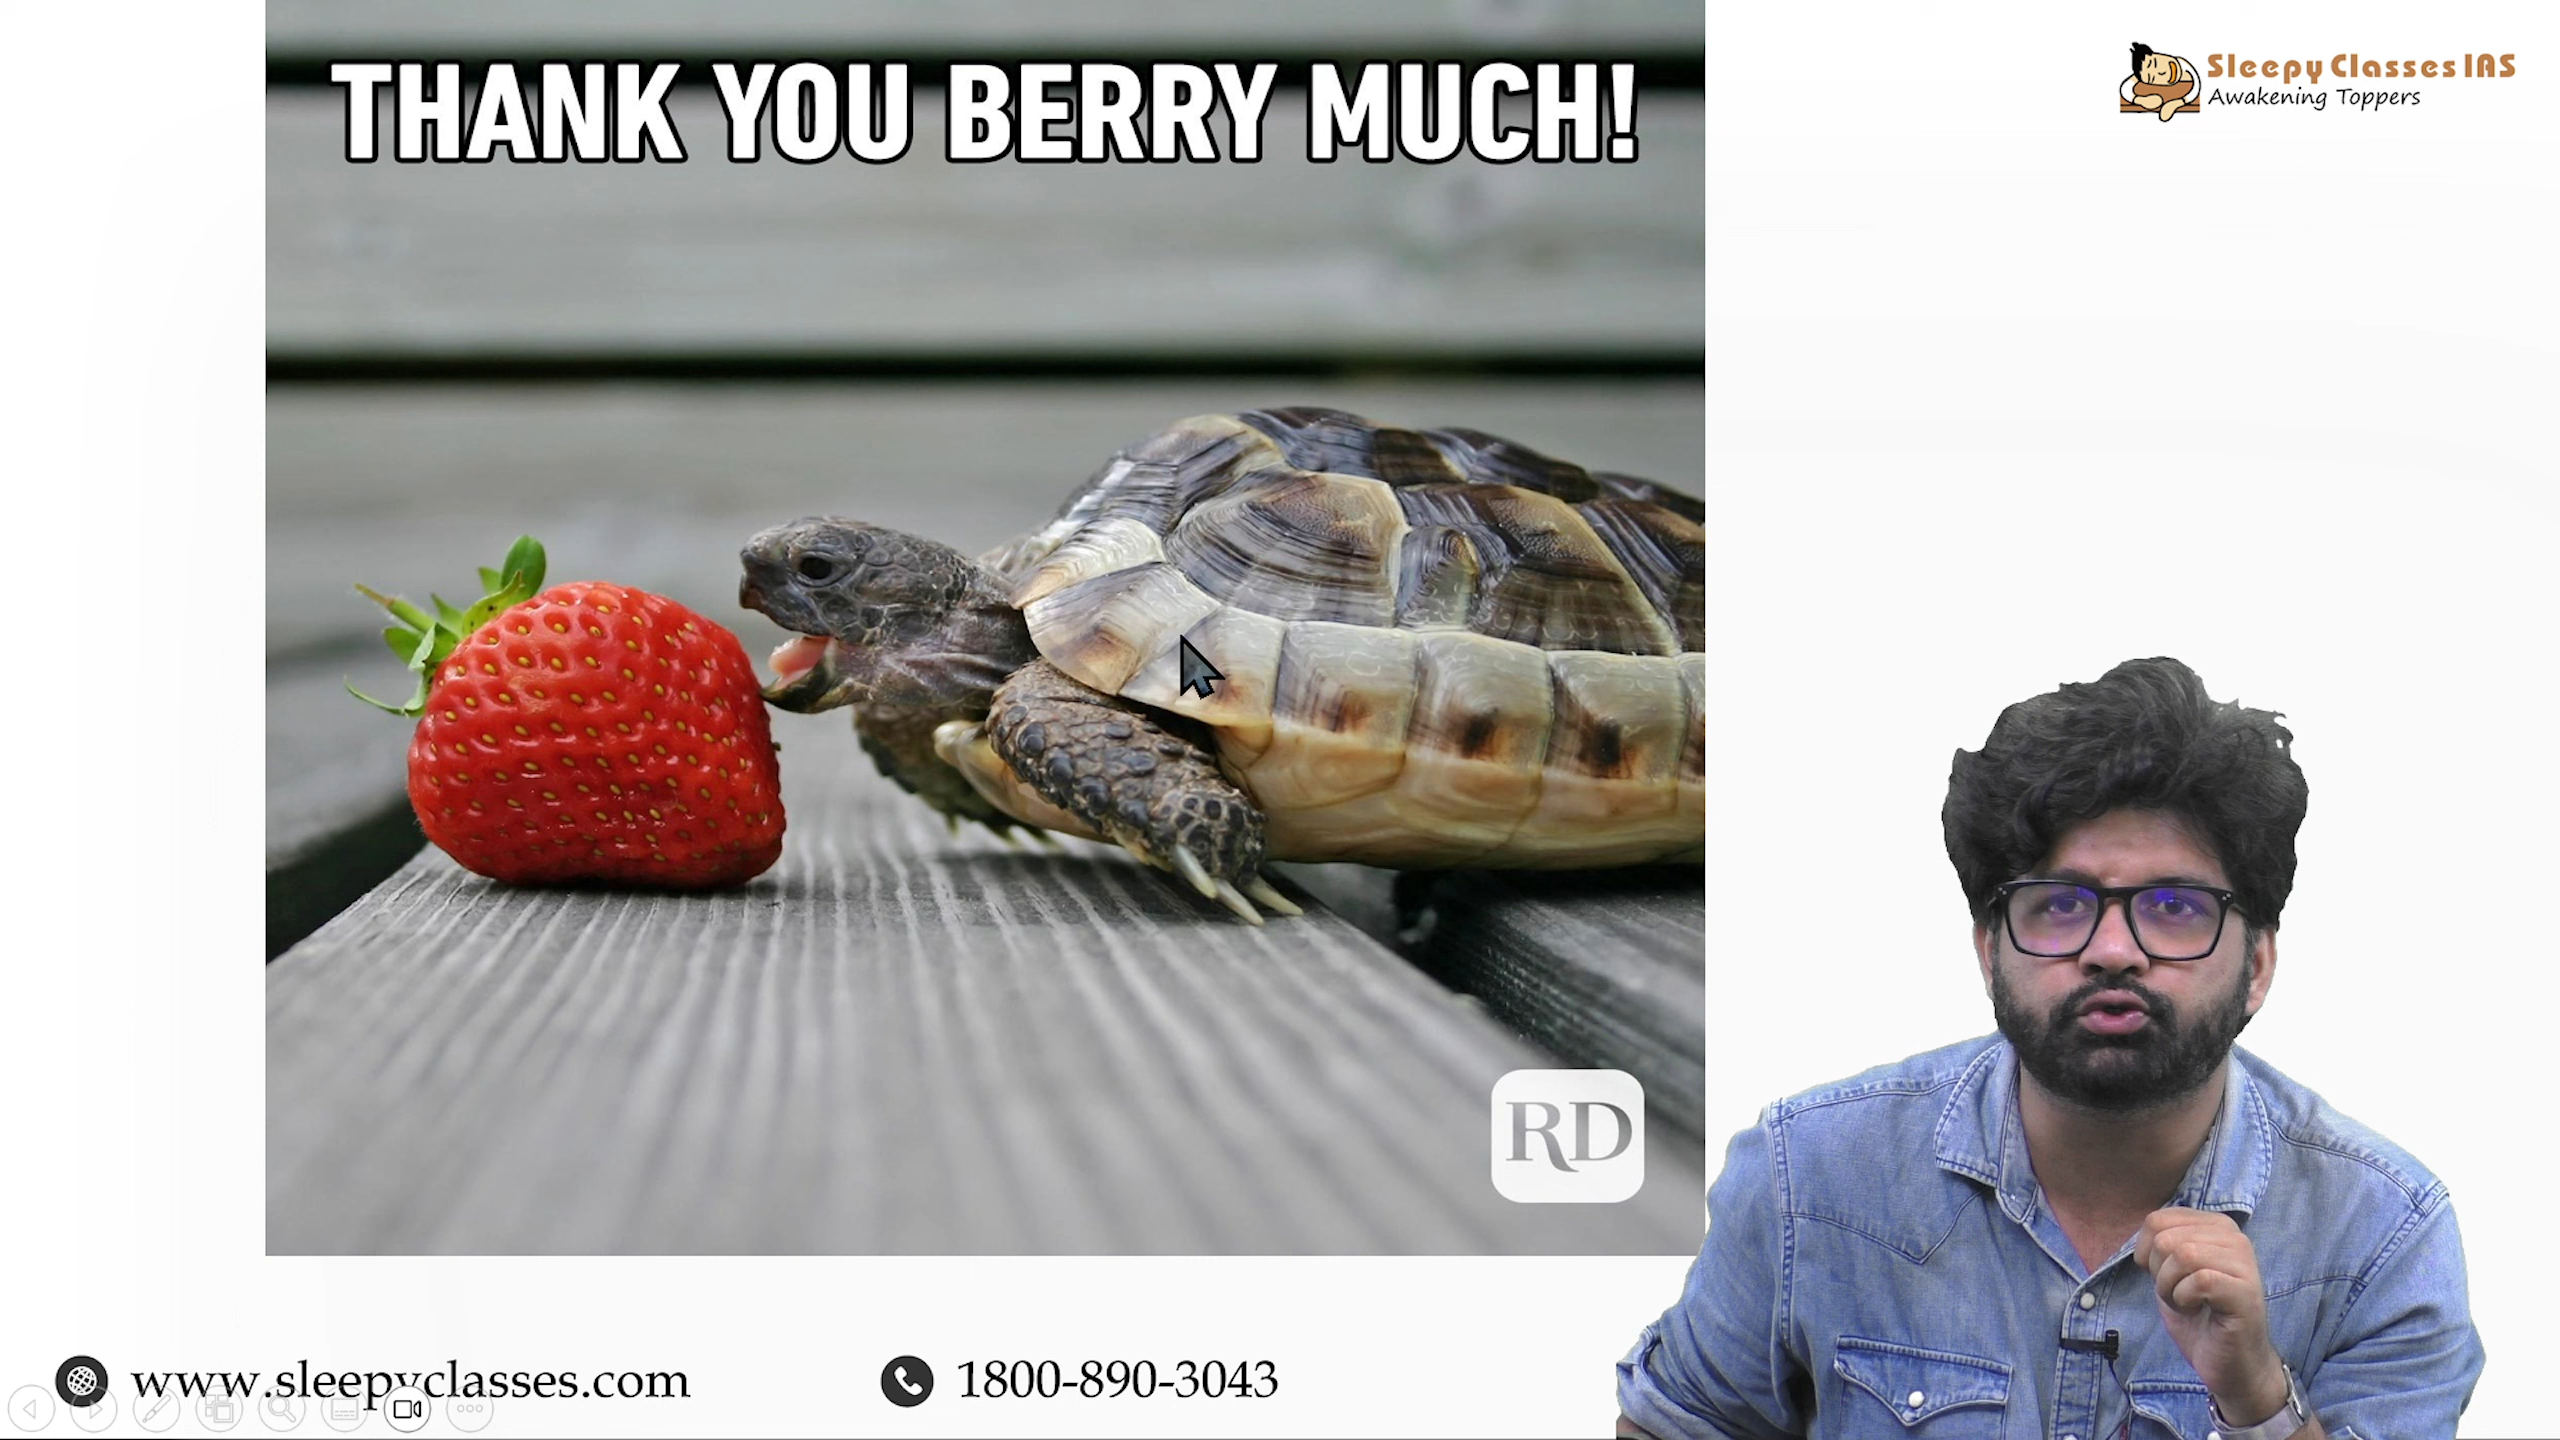 THANK YOU BERRY MUCH!
Sleepy Classes IAS
Awakening Toppers
RD
www.sleepyclasses.com
1800-890-3043